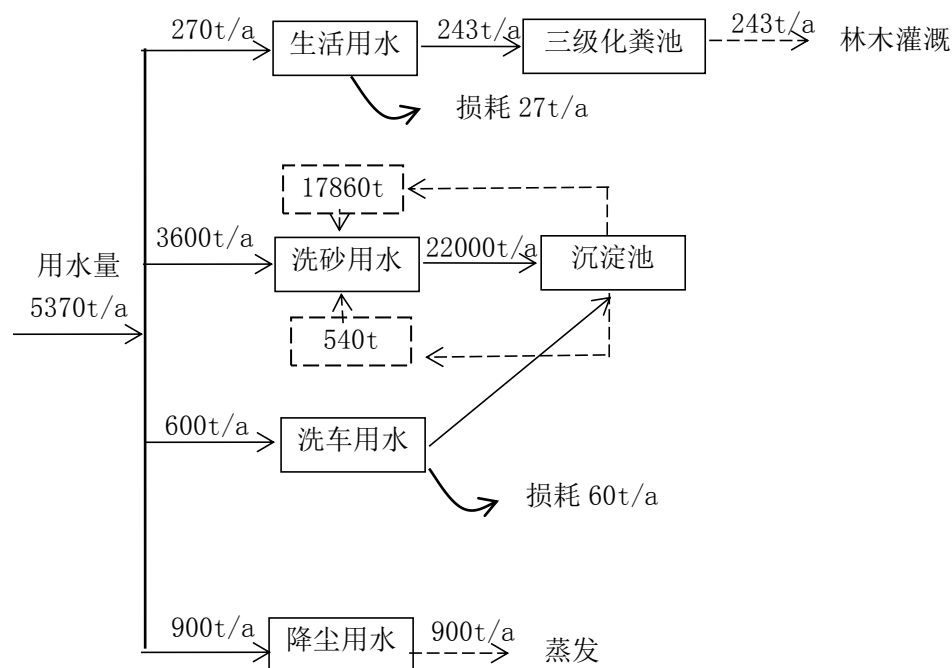 270t/a
生活用水
243t/a
三级化粪池
243t/a
林木灌溉
损耗 27t/a
17860t
3600t/a
洗砂用水
22000t/a
沉淀池
用水量
5370t/a
540t
600t/a
洗车用水
损耗 60t/a
900t/a
降尘用水
900t/a
蒸发